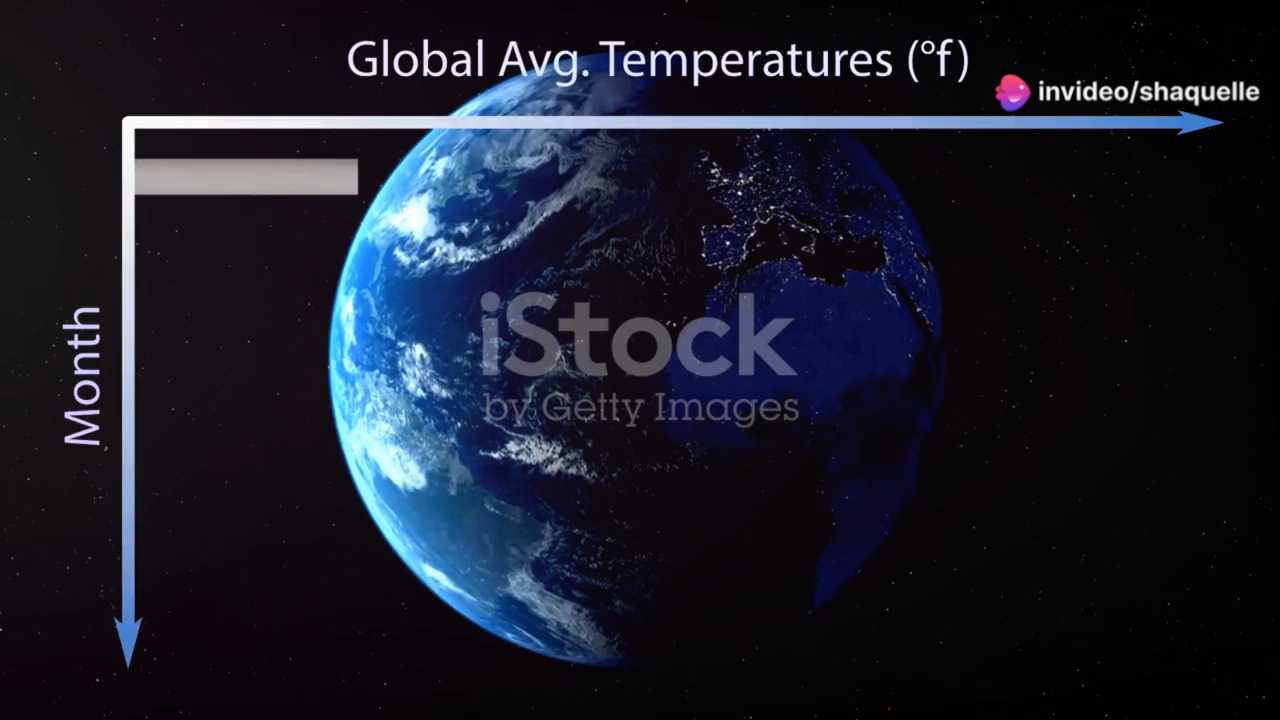 Global Avg. Temperatures (°f)
invideo/shaquelle
Month
iStock
by Getty Images